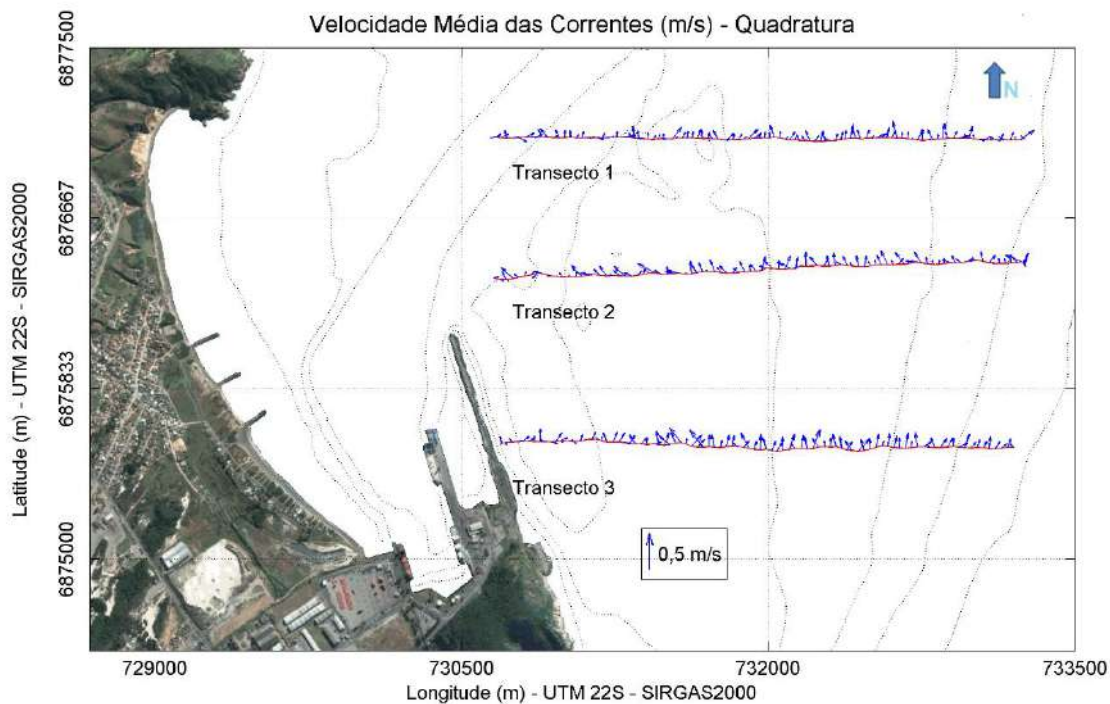 Velocidade Média das Correntes (m/s) - Quadratura
6877500
N
Transecto 1
6876667
Transecto 2
Latitude (m) - UTM 22S - SIRGAS2000
6875833
Transecto 3
0,5 m/s
6875000
729000
730500
732000
733500
Longitude (m) - UTM 22S - SIRGAS2000